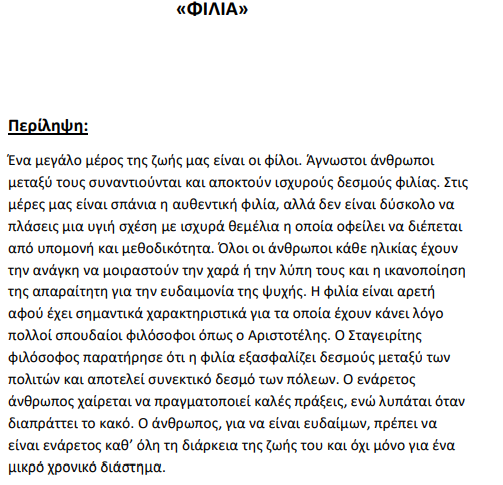 «ΦΙΛΙΑ»
Περίληψη:
Ένα μεγάλο μέρος της ζωής μας είναι οι φίλοι. Άγνωστοι άνθρωποι
μεταξύ τους συναντιούνται και αποκτούν ισχυρούς δεσμούς φιλίας. Στις
μέρες μας είναι σπάνια η αυθεντική φιλία, αλλά δεν είναι δύσκολο να
πλάσεις μια υγιή σχέση με ισχυρά θεμέλια η οποία οφείλει να διέπεται
από υπομονή και μεθοδικότητα. Όλοι οι άνθρωποι κάθε ηλικίας έχουν
την ανάγκη να μοιραστούν την χαρά ή την λύπη τους και η ικανοποίηση
της απαραίτητη για την ευδαιμονία της ψυχής. Η φιλία είναι αρετή
αφού έχει σημαντικά χαρακτηριστικά για τα οποία έχουν κάνει λόγο
πολλοί σπουδαίοι φιλόσοφοι όπως ο Αριστοτέλης. Ο Σταγειρίτης
φιλόσοφος παρατήρησε ότι η φιλία εξασφαλίζει δεσμούς μεταξύ των
πολιτών και αποτελεί συνεκτικό δεσμό των πόλεων. Ο ενάρετος
άνθρωπος χαίρεται να πραγματοποιεί καλές πράξεις, ενώ λυπάται όταν
διαπράττει το κακό. Ο άνθρωπος, για να είναι ευδαίμων, πρέπει να
είναι ενάρετος καθ’ όλη τη διάρκεια της ζωής του και όχι μόνο για ένα
μικρό χρονικό διάστημα.